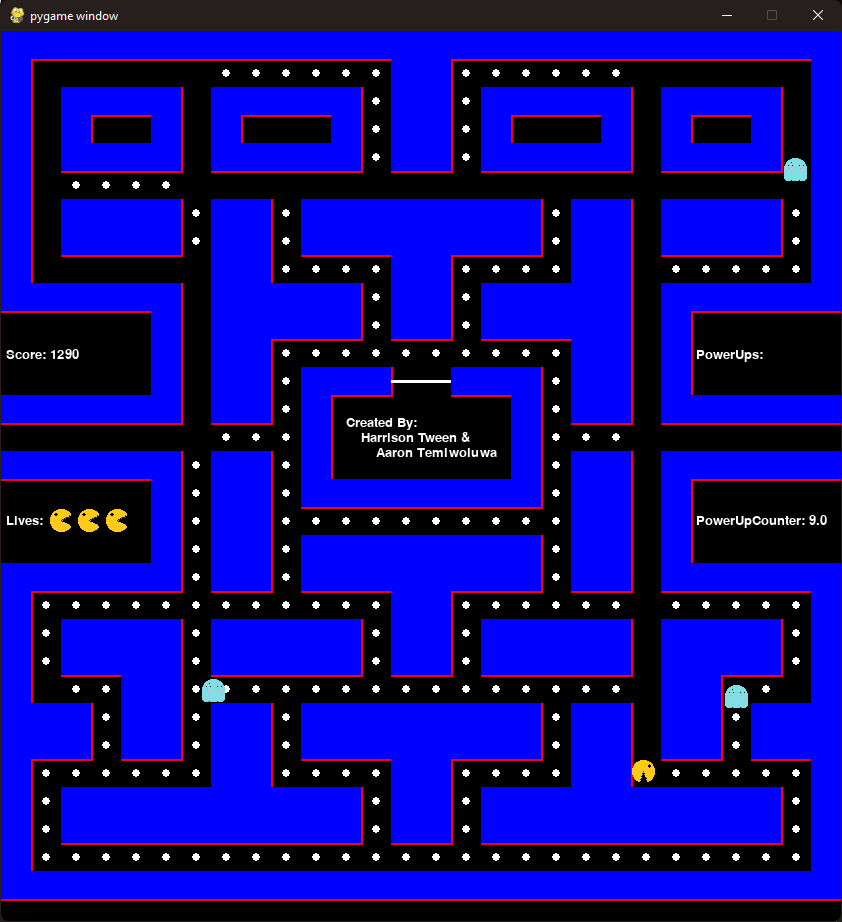 pygame window
Score: 1290
PowerUps:
Created By:
Harrison Tween &
Aaron Temiwoluwa
Lives:
PowerUpCounter: 9.0